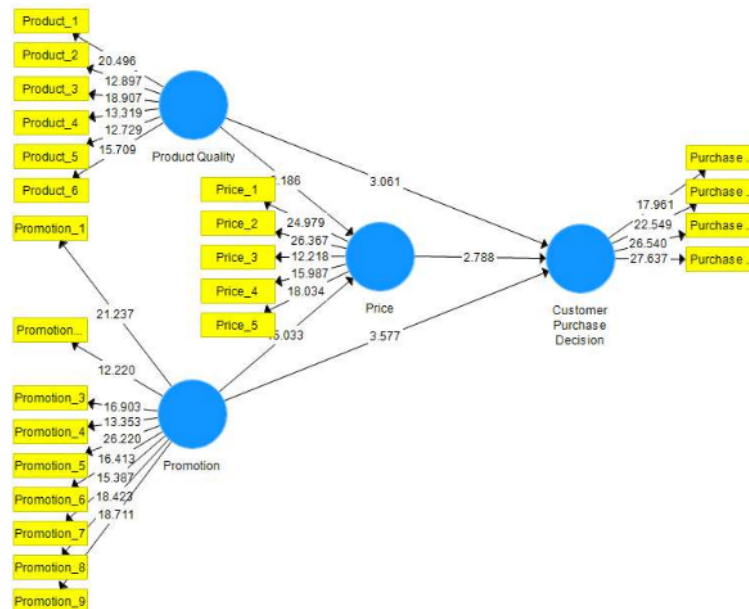 Product_1
Product_2
Product_3
Product_4
Product_5
Product_6
20.496
12.897
18.907
13.319
12.729
15.709
Product Quality
Promotion_1
Price_1
Price_2
Price_3
Price_4
Price_5
24.979
26.367
12.218
15.987
18.034
Price
3.061
2.788
3.577
Purchase ..
Purchase ..
Purchase ..
Purchase ..
17.961
22.549
26.540
27.637
Customer
Purchase
Decision
21.237
Promotion...
12.220
Promotion_3
Promotion_4
Promotion_5
Promotion_6
Promotion_7
Promotion_8
Promotion_9
16.903
13.353
26.220
16.413
15.387
18.423
18.711
Promotion